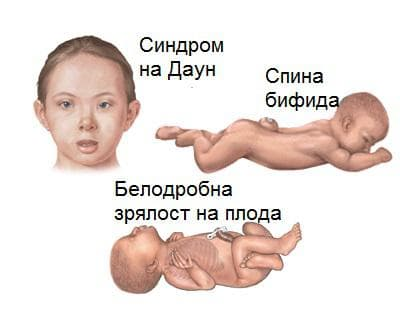 Синдром
на Даун
Спина
бифида
Белодробна
зрялост на плода